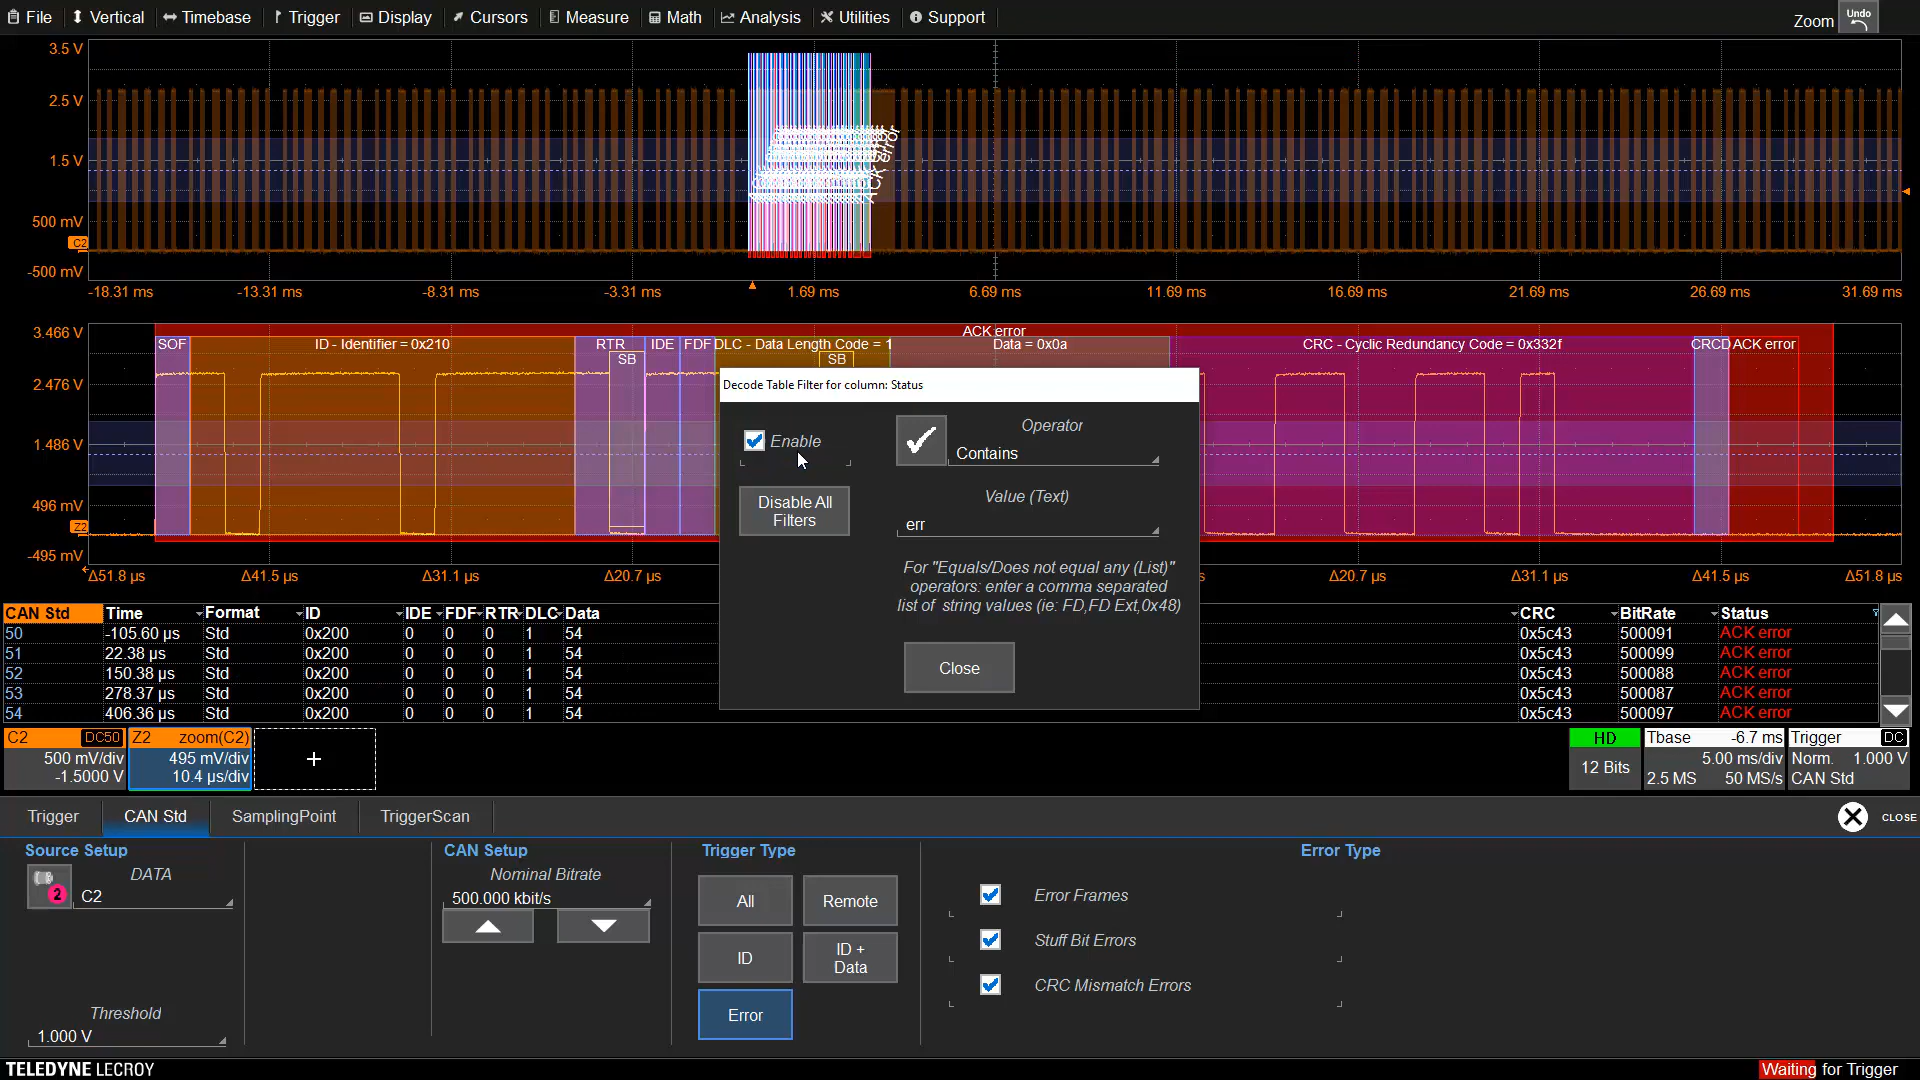 File Vertical Timebase Trigger Display Cursors Measure Math Analysis Utilities Support Zoom Undo
3.5 V
2.5 V
1.5 V
500 mV
C2
-500 mV
ACK error
-18.31 ms -13.31 ms -8.31 ms -3.31 ms 1.69 ms 6.69 ms 11.69 ms 16.69 ms 21.69 ms 26.69 ms 31.69 ms
3.466 V
2.476 V
1.486 V
496 mV
Z2
-495 mV
ACK error
SOF ID - Identifier = 0x210 RTR IDE FDF DLC - Data Length Code = 1 Data = 0x0a CRC - Cyclic Redundancy Code = 0x332f CRCD ACK error
SB SB
Δ51.8 µs Δ41.5 µs Δ31.1 µs Δ20.7 µs s Δ20.7 µs Δ31.1 µs Δ41.5 µs Δ51.8 µs
Decode Table Filter for column: Status
Enable
Disable All
Filters
Operator
Contains
Value (Text)
err
For "Equals/Does not equal any (List)"
operators: enter a comma separated
list of string values (ie: FD,FD Ext,0x48)
Close
CAN Std Time Format ID IDE FDF RTR DLC Data CRC BitRate Status
50 -105.60 µs Std 0x200 0 0 0 1 54 0x5c43 500091 ACK error
51 22.38 µs Std 0x200 0 0 0 1 54 0x5c43 500099 ACK error
52 150.38 µs Std 0x200 0 0 0 1 54 0x5c43 500088 ACK error
53 278.37 µs Std 0x200 0 0 0 1 54 0x5c43 500087 ACK error
54 406.36 µs Std 0x200 0 0 0 1 54 0x5c43 500097 ACK error
C2 DC50
500 mV/div
-1.5000 V
Z2 zoom(C2)
495 mV/div
10.4 µs/div
+
HD
12 Bits
Tbase -6.7 ms
5.00 ms/div
2.5 MS 50 MS/s
Trigger DC
Norm. 1.000 V
CAN Std
Trigger CAN Std SamplingPoint TriggerScan CLOSE
Source Setup
DATA
2 C2
Threshold
1.000 V
CAN Setup
Nominal Bitrate
500.000 kbit/s
Trigger Type
All Remote
ID ID +
Data
Error
Error Type
Error Frames
Stuff Bit Errors
CRC Mismatch Errors
TELEDYNE LECROY Waiting for Trigger